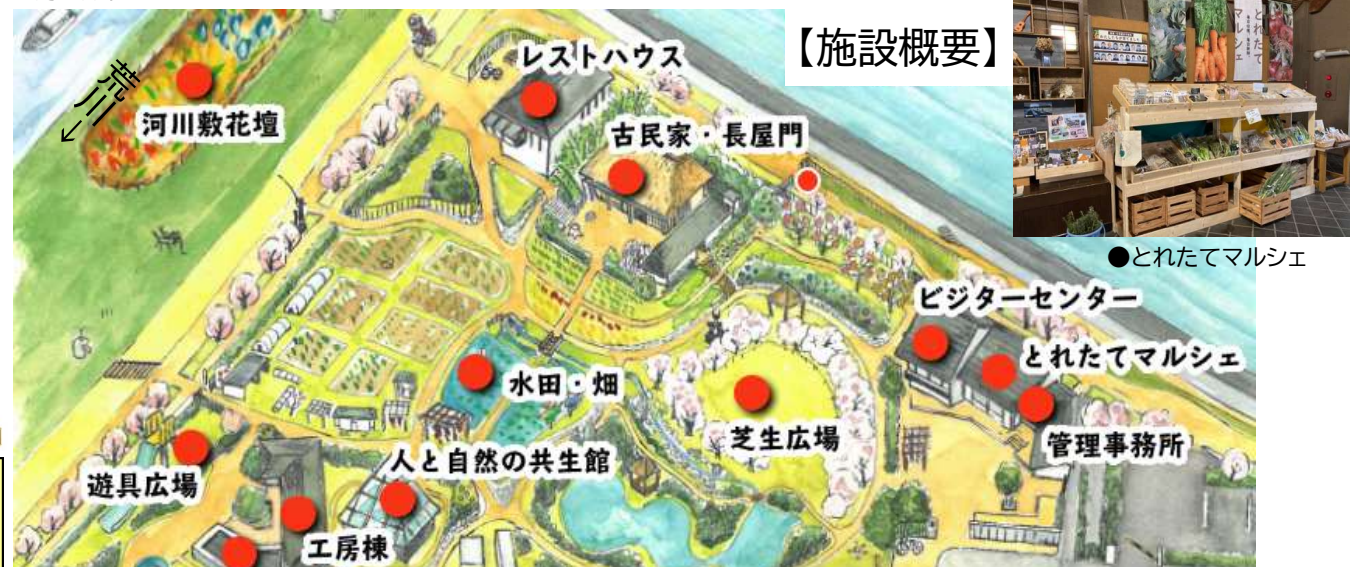 【施設概要】
レストハウス
荒川→
河川敷花壇
古民家・長屋門
とれたて
マルシェ
●とれたてマルシェ
ビジターセンター
とれたてマルシェ
水田・畑
芝生広場
管理事務所
人と自然の共生館
遊具広場
工房棟